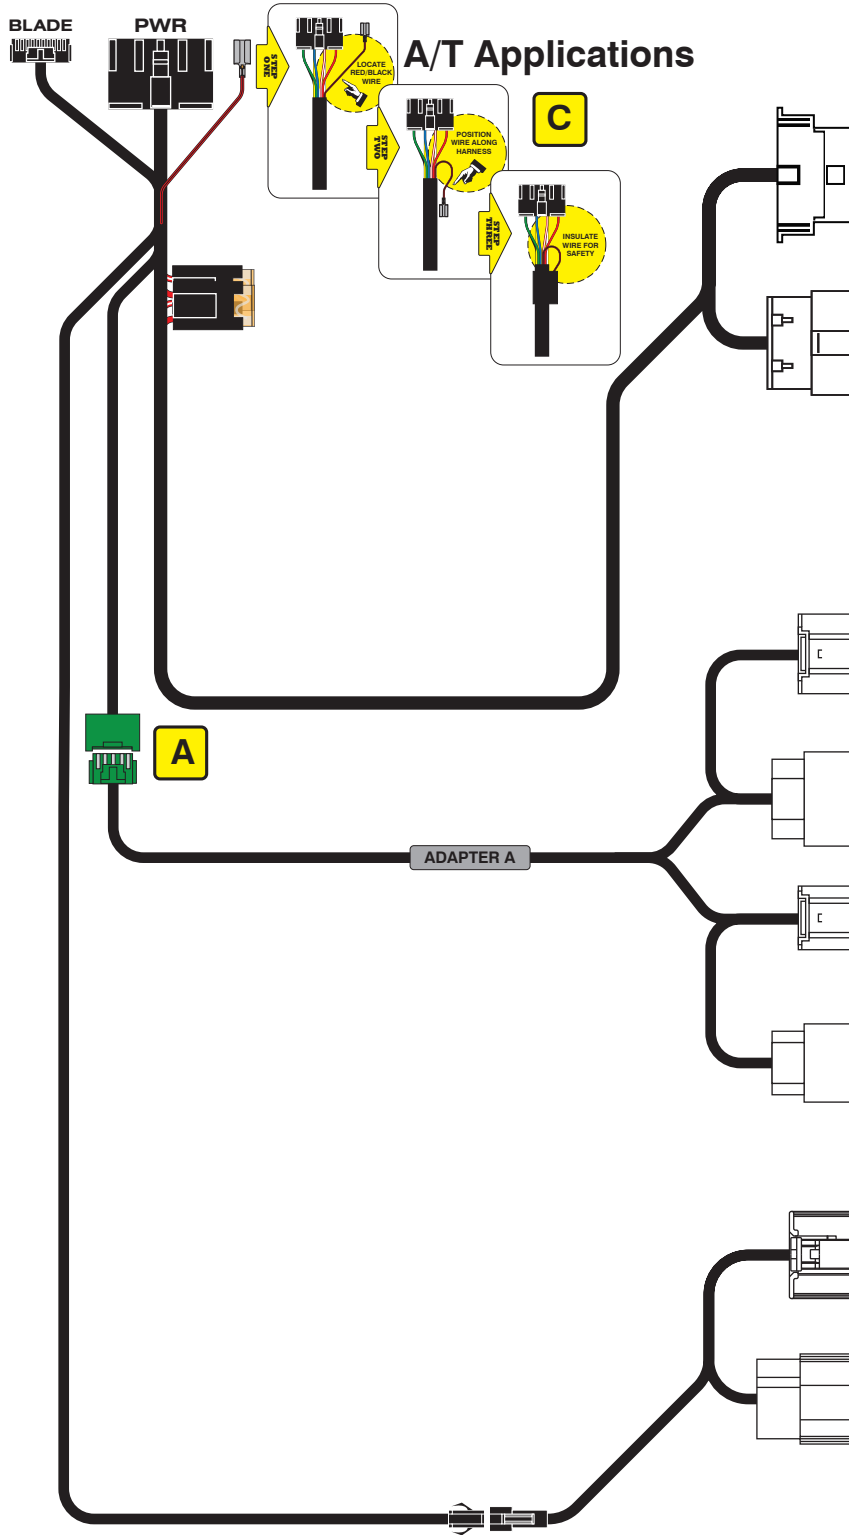 BLADE
PWR
A/T Applications
STEP
ONE
LOCATE
RED/BLACK
WIRE
C
STEP
TWO
POSITION
WIRE ALONG
HARNESS
STEP
THREE
INSULATE
WIRE FOR
SAFETY
A
ADAPTER A